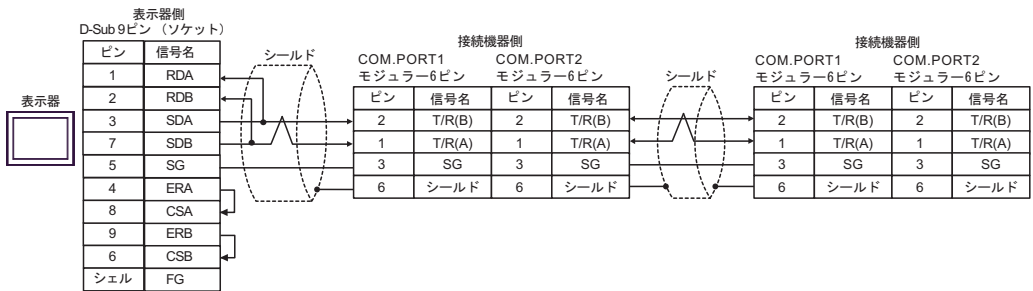 表示器
表示器側
D-Sub 9ピン （ソケット）
ピン 信号名
1 RDA
2 RDB
3 SDA
7 SDB
5 SG
4 ERA
8 CSA
9 ERB
6 CSB
シェル FG
シールド
接続機器側
COM.PORT1 COM.PORT2
モジュラー6ピン モジュラー6ピン
ピン 信号名 ピン 信号名
2 T/R(B) 2 T/R(B)
1 T/R(A) 1 T/R(A)
3 SG 3 SG
6 シールド 6 シールド
シールド
接続機器側
COM.PORT1 COM.PORT2
モジュラー6ピン モジュラー6ピン
ピン 信号名 ピン 信号名
2 T/R(B) 2 T/R(B)
1 T/R(A) 1 T/R(A)
3 SG 3 SG
6 シールド 6 シールド